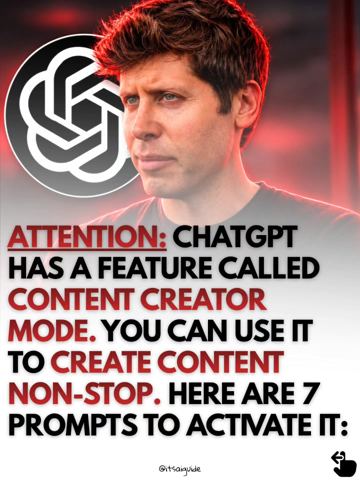 ATTENTION: CHATGPT
HAS A FEATURE CALLED
CONTENT CREATOR
MODE. YOU CAN USE IT
TO CREATE CONTENT
NON-STOP. HERE ARE 7
PROMPTS TO ACTIVATE IT:
@itsaiguide